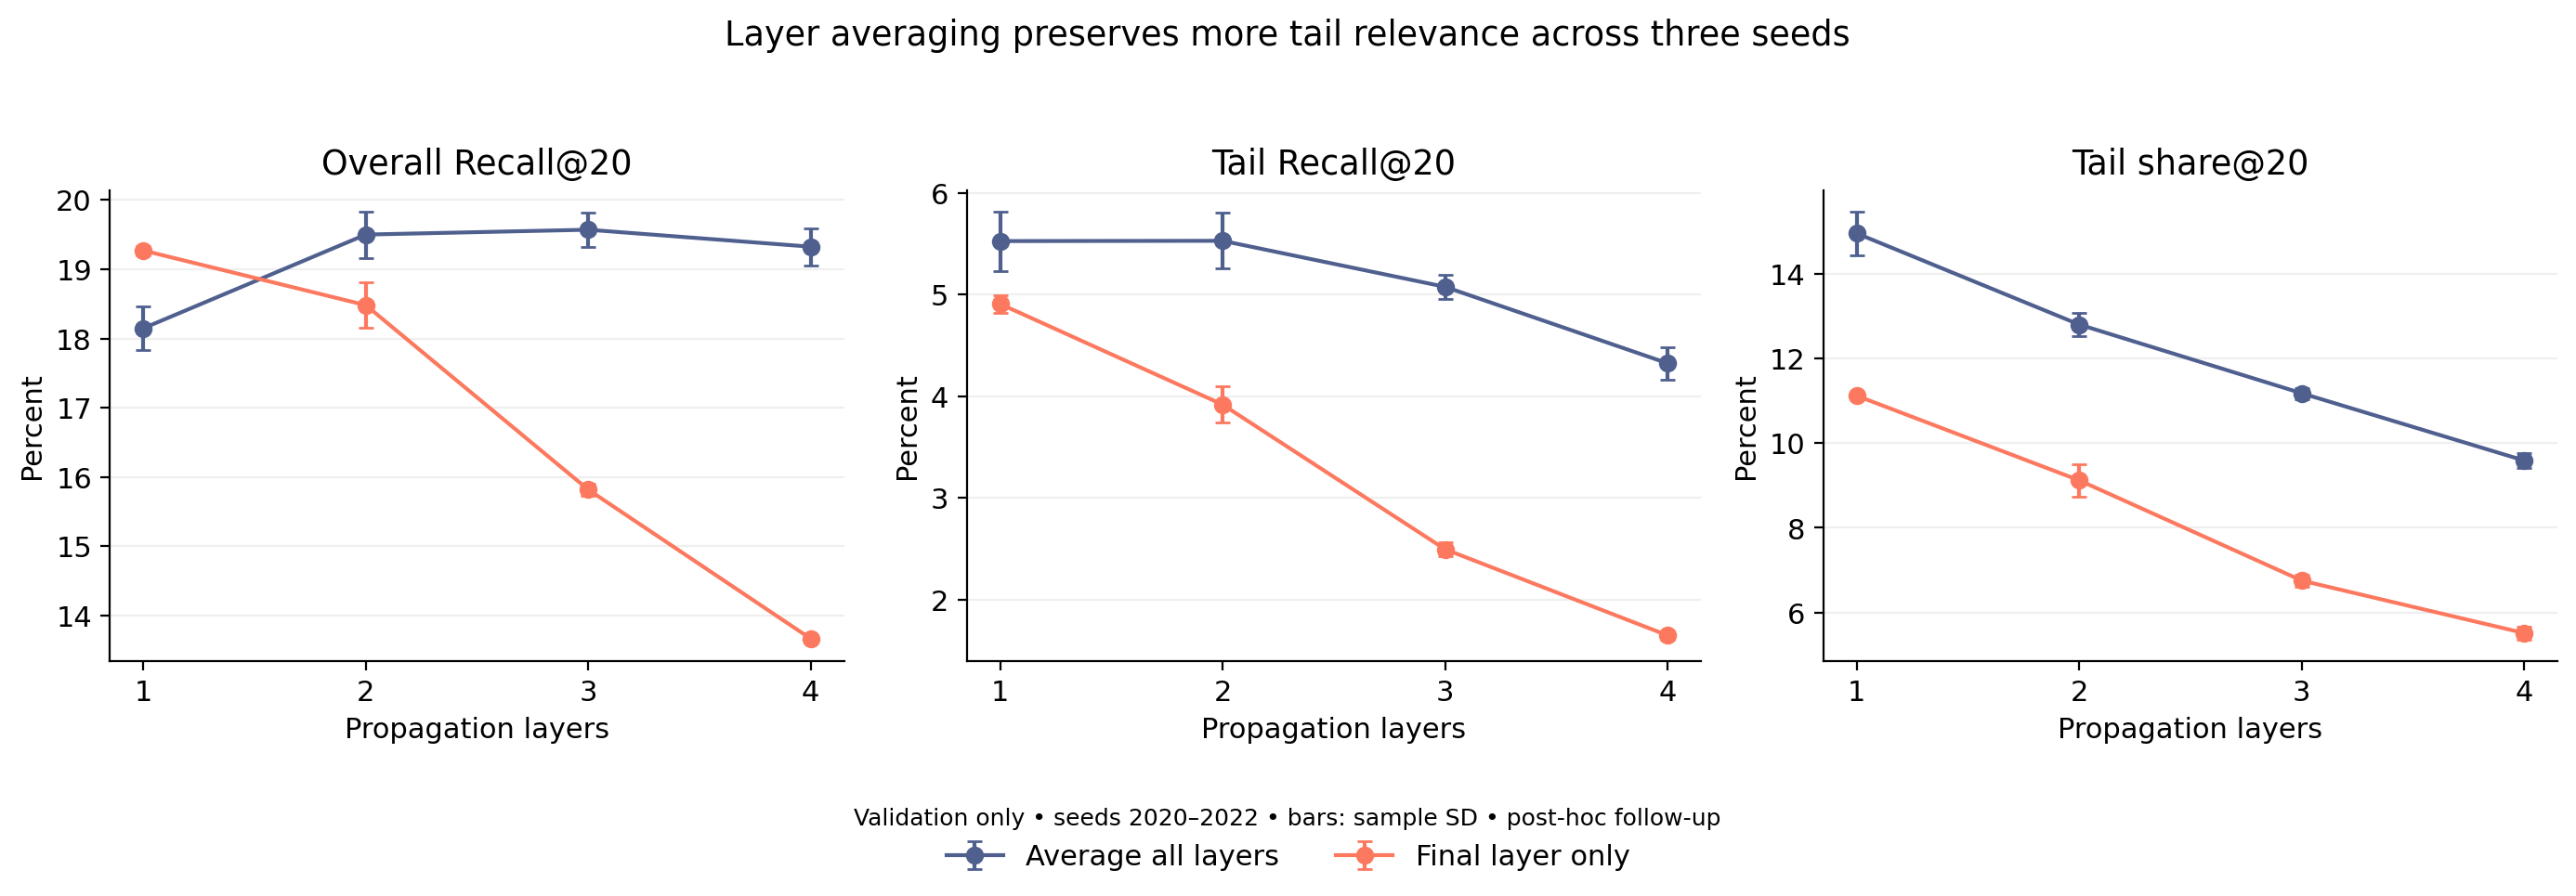 Layer averaging preserves more tail relevance across three seeds
Overall Recall@20
Percent
20
19
18
17
16
15
14
1 2 3 4
Propagation layers
Tail Recall@20
Percent
6
5
4
3
2
1 2 3 4
Propagation layers
Tail share@20
Percent
14
12
10
8
6
1 2 3 4
Propagation layers
Validation only • seeds 2020–2022 • bars: sample SD • post-hoc follow-up
Average all layers Final layer only